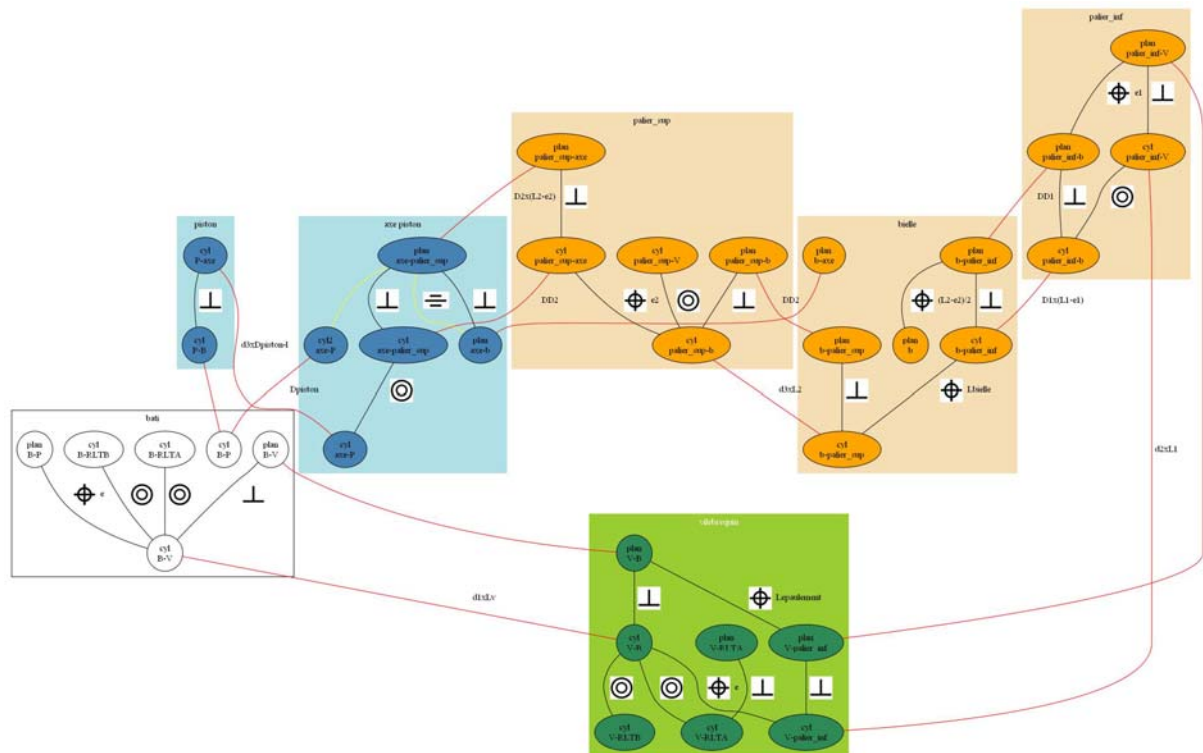 palier_inf
plan
palier_inf-V
e1
palier_sup
plan
palier_sup-axe
plan
palier_inf-b
cyl
palier_inf-V
D2x(L2-e2)
DD1
piston
axe piston
bielle
cyl
P-axe
plan
axe-palier_sup
cyl
palier_sup-axe
cyl
palier_sup-V
plan
palier_sup-b
plan
b-axe
plan
b-palier_inf
cyl
palier_inf-b
DD2
e2
DD2
(L2-e2)/2
D1x(L1-e1)
cyl
P-B
d3xDpiston-l
cyl2
axe-P
cyl
axe-palier_sup
plan
axe-b
cyl
palier_sup-b
plan
b-palier_sup
plan
b
cyl
b-palier_inf
Dpiston
d3xL2
Lbielle
bati
plan
B-P
cyl
B-RLTB
cyl
B-RLTA
cyl
B-P
plan
B-V
cyl
axe-P
cyl
b-palier_sup
d2xL1
e
vilebrequin
cyl
B-V
plan
V-B
d1xLv
Lepaulement
cyl
V-B
plan
V-RLTA
plan
V-palier_inf
e
cyl
V-RLTB
cyl
V-RLTA
cyl
V-palier_inf